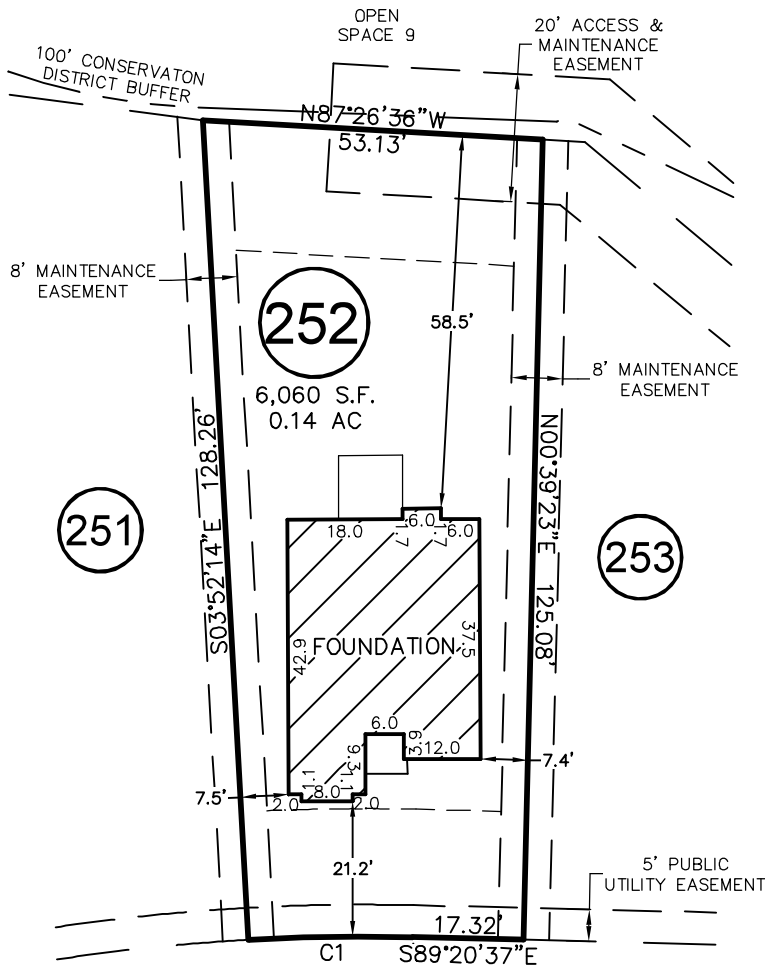 OPEN
SPACE 9
20' ACCESS &
MAINTENANCE
EASEMENT
100' CONSERVATON
DISTRICT BUFFER
N87°26'36"W
53.13'
8' MAINTENANCE
EASEMENT
252
6,060 S.F.
0.14 AC
58.5'
8' MAINTENANCE
EASEMENT
S03°52'14"E 128.26'
N00°39'23"E 125.08'
251
253
18.0
1.7
6.0
1.7
6.0
FOUNDATION
42.9
37.5
6.0
3.9
12.0
9.3
1.1
8.0
1.1
2.0
2.0
7.5'
7.4'
21.2'
5' PUBLIC
UTILITY EASEMENT
17.32'
C1
S89°20'37"E